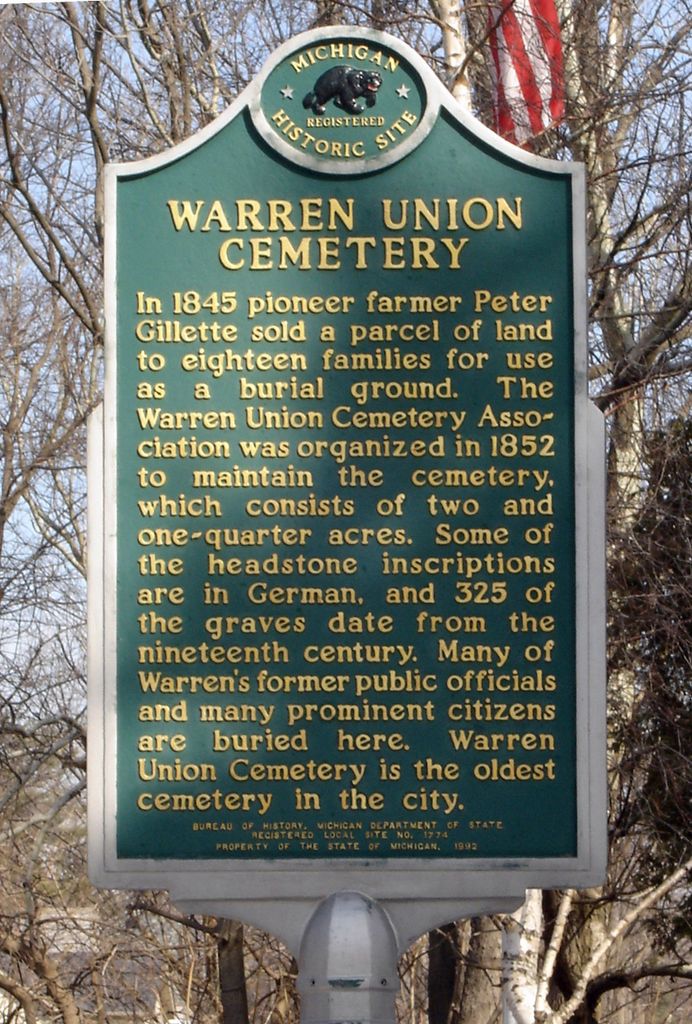 MICHIGAN
REGISTERED
HISTORIC SITE
WARREN UNION
CEMETERY
In 1845 pioneer farmer Peter
Gillette sold a parcel of land
to eighteen families for use
as a burial ground. The
Warren Union Cemetery Asso-
ciation was organized in 1852
to maintain the cemetery,
which consists of two and
one-quarter acres. Some of
the headstone inscriptions
are in German, and 325 of
the graves date from the
nineteenth century. Many of
Warren's former public officials
and many prominent citizens
are buried here. Warren
Union Cemetery is the oldest
cemetery in the city.
BUREAU OF HISTORY, MICHIGAN DEPARTMENT OF STATE
REGISTERED LOCAL SITE NO. 1774
PROPERTY OF THE STATE OF MICHIGAN, 1992